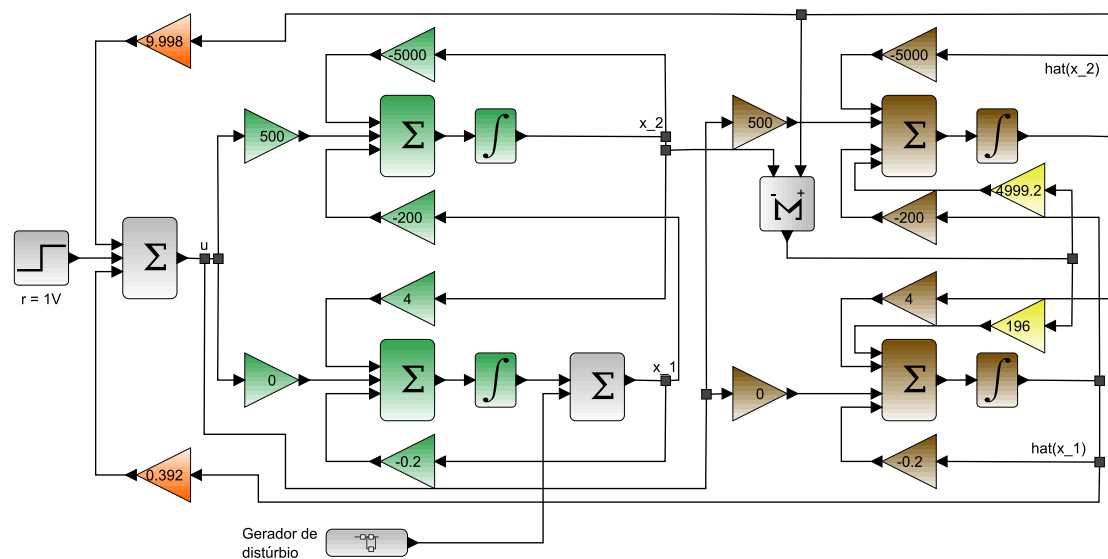 9.998
-5000
-5000
hat(x_2)
500
x_2
500
-
+
4999.2
-200
-200
u
r = 1V
4
4
196
0
x_1
0
0.392
-0.2
-0.2
hat(x_1)
Gerador de
distúrbio